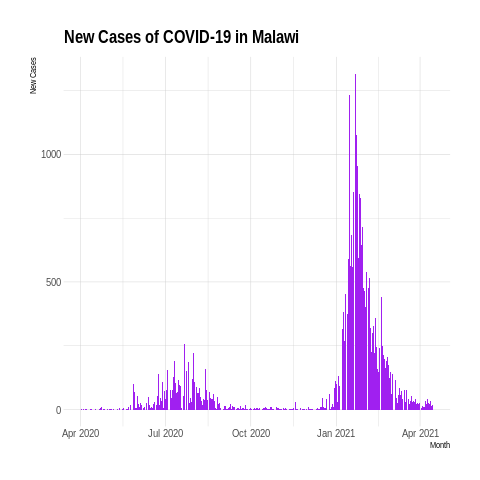 New Cases of COVID-19 in Malawi
New Cases
1000
500
0
Apr 2020 Jul 2020 Oct 2020 Jan 2021 Apr 2021
Month